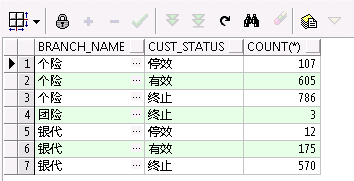 BRANCH_NAME CUST_STATUS COUNT(*)
1 个险 ··· 停效 107
2 个险 ··· 有效 605
3 个险 ··· 终止 786
4 团险 ··· 终止 3
5 银代 ··· 停效 12
6 银代 ··· 有效 175
7 银代 ··· 终止 570